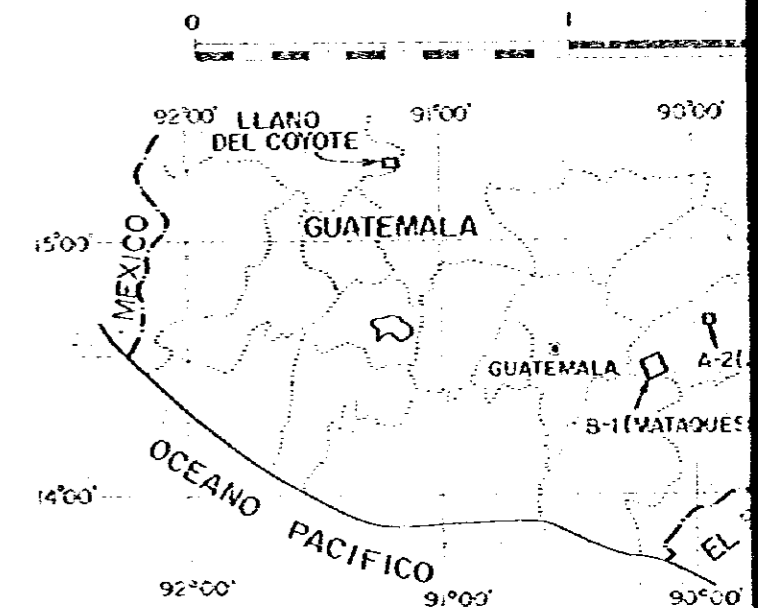 0 1
92°00' 91°00' 90°00'
LLANO
DEL COYOTE
GUATEMALA
15°00'
MEXICO
GUATEMALA
A-2(
B-1(MATAQUES
14°00'
OCEANO PACIFICO
EL
92°00' 91°00' 90°00'